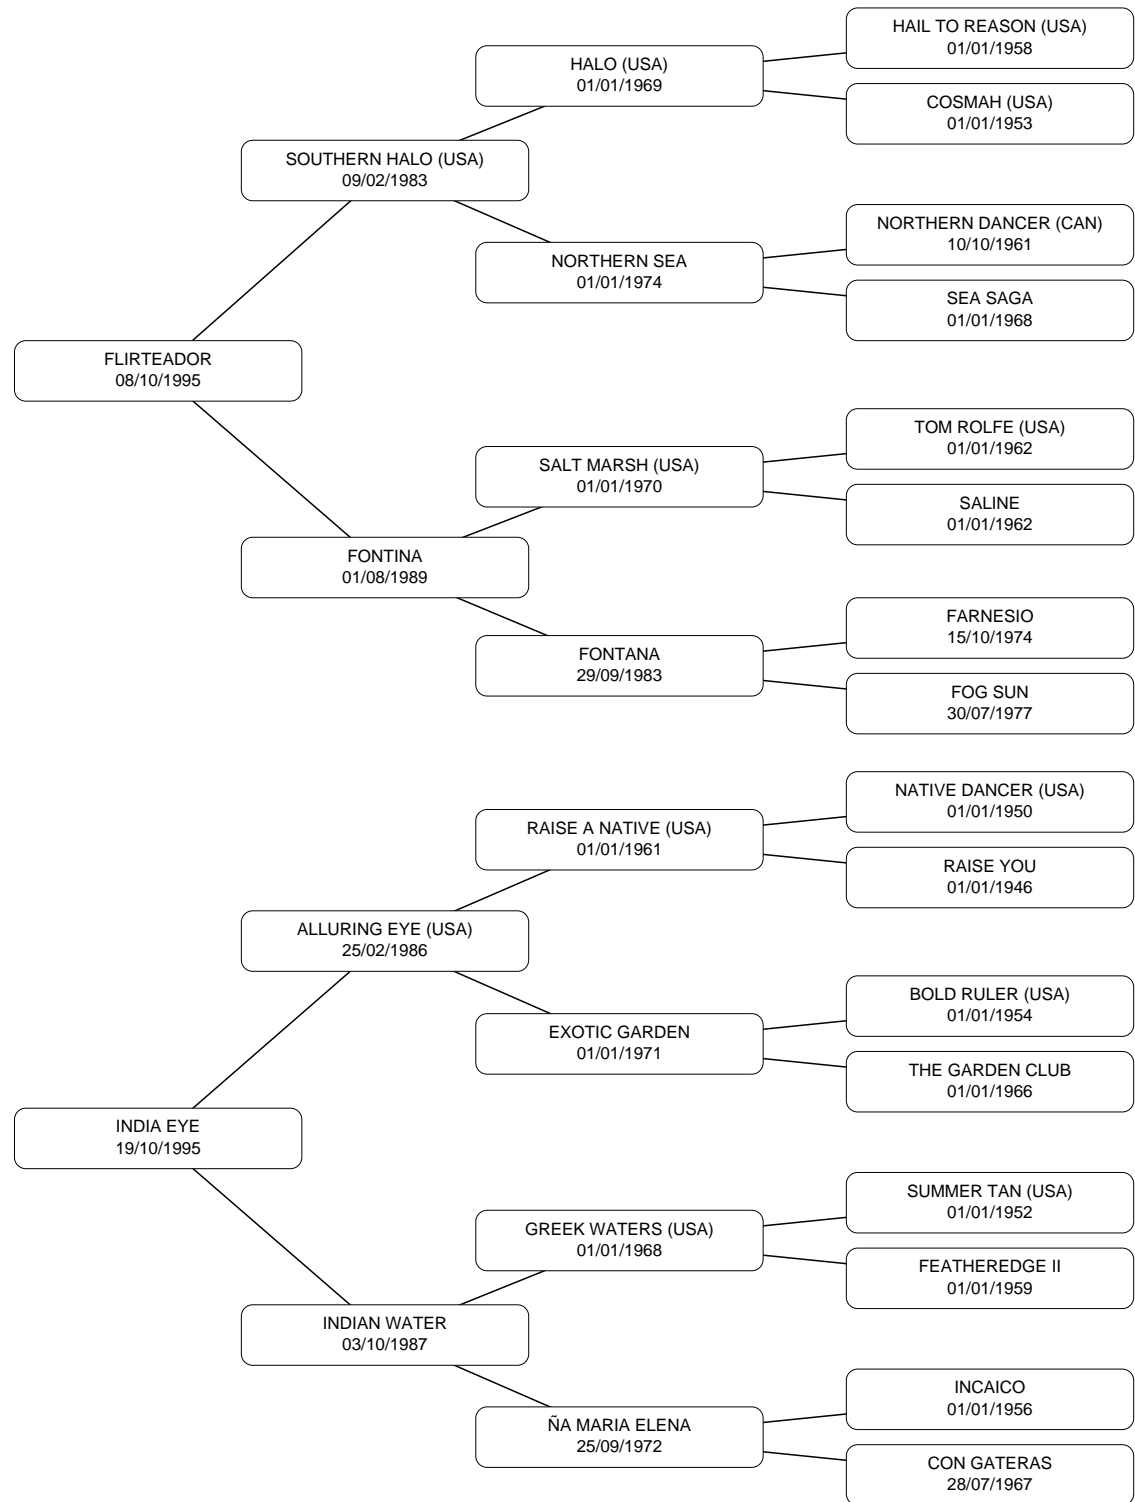 HAIL TO REASON (USA)
01/01/1958
HALO (USA)
01/01/1969
COSMAH (USA)
01/01/1953
SOUTHERN HALO (USA)
09/02/1983
NORTHERN DANCER (CAN)
10/10/1961
NORTHERN SEA
01/01/1974
SEA SAGA
01/01/1968
FLIRTEADOR
08/10/1995
TOM ROLFE (USA)
01/01/1962
SALT MARSH (USA)
01/01/1970
SALINE
01/01/1962
FONTINA
01/08/1989
FARNESIO
15/10/1974
FONTANA
29/09/1983
FOG SUN
30/07/1977
NATIVE DANCER (USA)
01/01/1950
RAISE A NATIVE (USA)
01/01/1961
RAISE YOU
01/01/1946
ALLURING EYE (USA)
25/02/1986
BOLD RULER (USA)
01/01/1954
EXOTIC GARDEN
01/01/1971
THE GARDEN CLUB
01/01/1966
INDIA EYE
19/10/1995
SUMMER TAN (USA)
01/01/1952
GREEK WATERS (USA)
01/01/1968
FEATHEREDGE II
01/01/1959
INDIAN WATER
03/10/1987
INCAICO
01/01/1956
ÑA MARIA ELENA
25/09/1972
CON GATERAS
28/07/1967